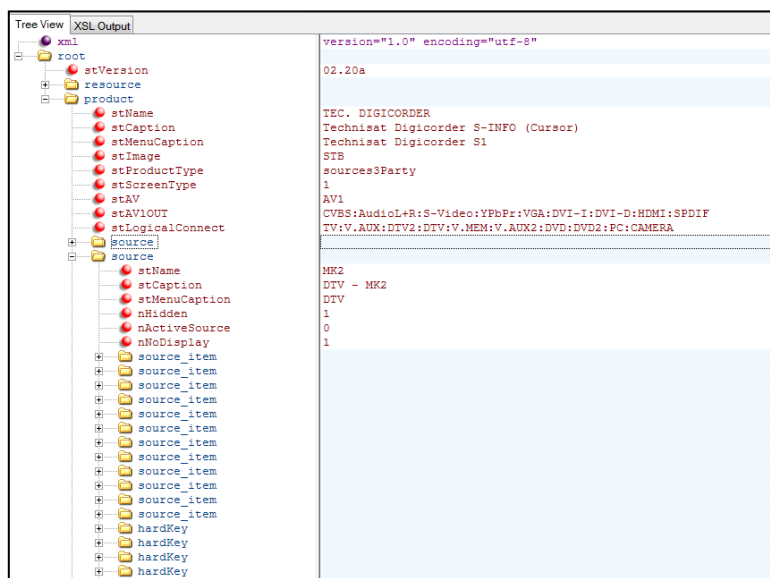 Tree View XSL Output
xml version="1.0" encoding="utf-8"
root
stVersion 02.20a
resource
product
stName TEC. DIGICORDER
stCaption Technisat Digicorder S-INFO (Cursor)
stMenuCaption Technisat Digicorder S1
stImage STB
stProductType sources3Party
stScreenType 1
stAV AV1
stAV1OUT CVBS:AudioL+R:S-Video:YPbPr:VGA:DVI-I:DVI-D:HDMI:SPDIF
stLogicalConnect TV:V.AUX:DTV2:DTV:V.MEM:V.AUX2:DVD:DVD2:PC:CAMERA
source
source
stName MK2
stCaption DTV - MK2
stMenuCaption DTV
nHidden 1
nActiveSource 0
nNoDisplay 1
source_item
source_item
source_item
source_item
source_item
source_item
source_item
source_item
source_item
source_item
source_item
source_item
hardKey
hardKey
hardKey
hardKey